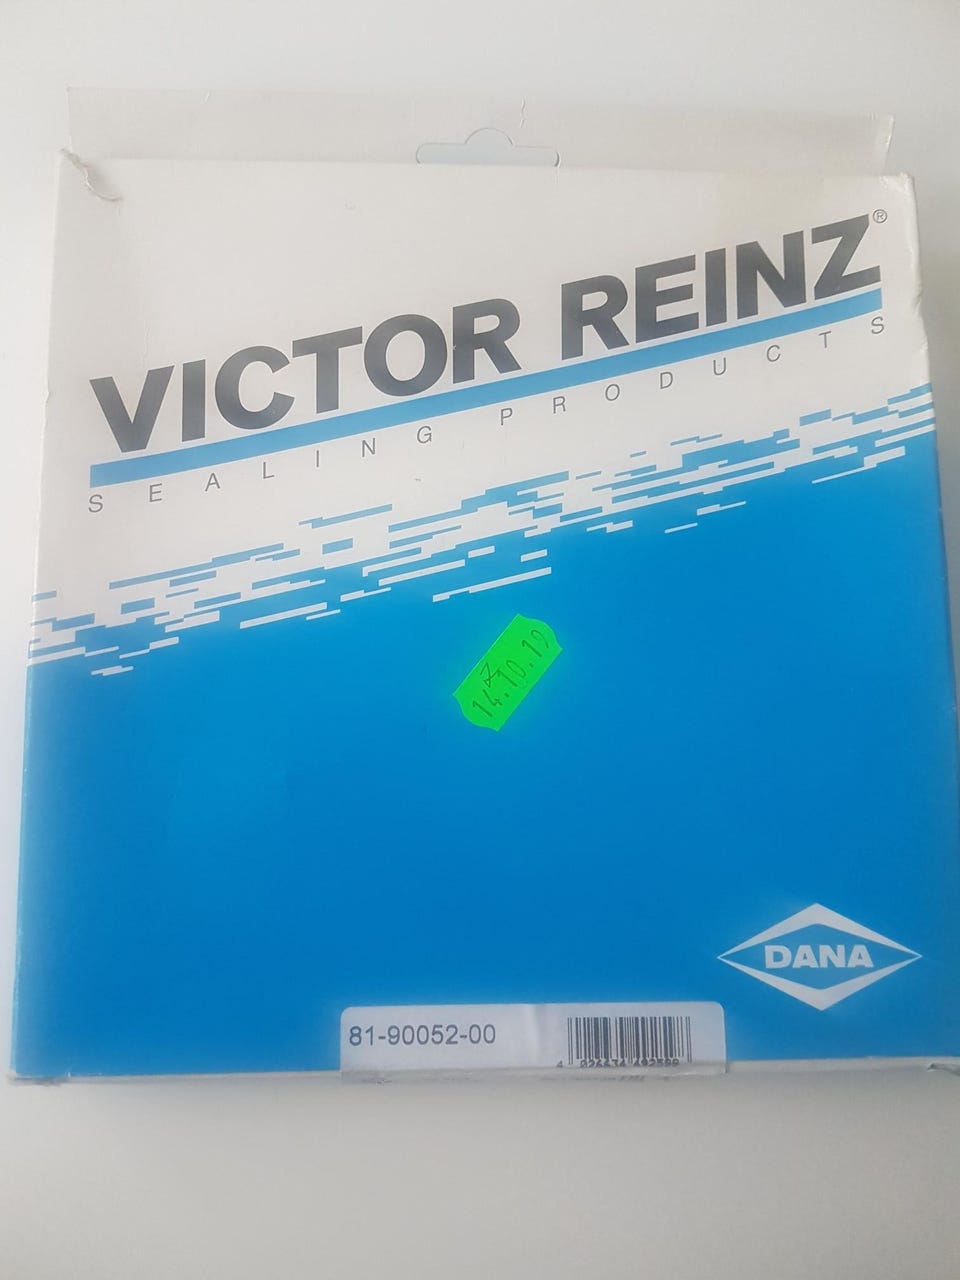 VICTOR REINZ®
SEALING PRODUCTS
14.10.19
DANA
81-90052-00